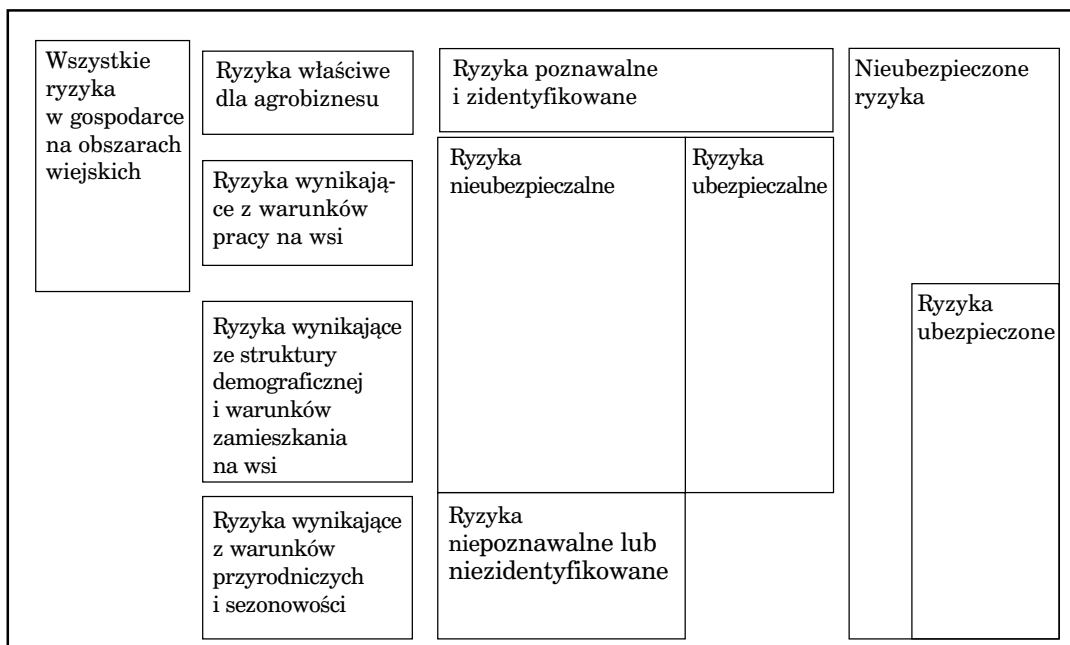 Wszystkie
ryzyka
w gospodarce
na obszarach
wiejskich
Ryzyka właściwe
dla agrobiznesu
Ryzyka wynikają-
ce z warunków
pracy na wsi
Ryzyka wynikające
ze struktury
demograficznej
i warunków
zamieszkania
na wsi
Ryzyka wynikające
z warunków
przyrodniczych
i sezonowości
Ryzyka poznawalne
i zidentyfikowane
Ryzyka
nieubezpieczalne
Ryzyka
ubezpieczalne
Ryzyka
niepoznawalne lub
niezidentyfikowane
Nieubezpieczone
ryzyka
Ryzyka
ubezpieczone